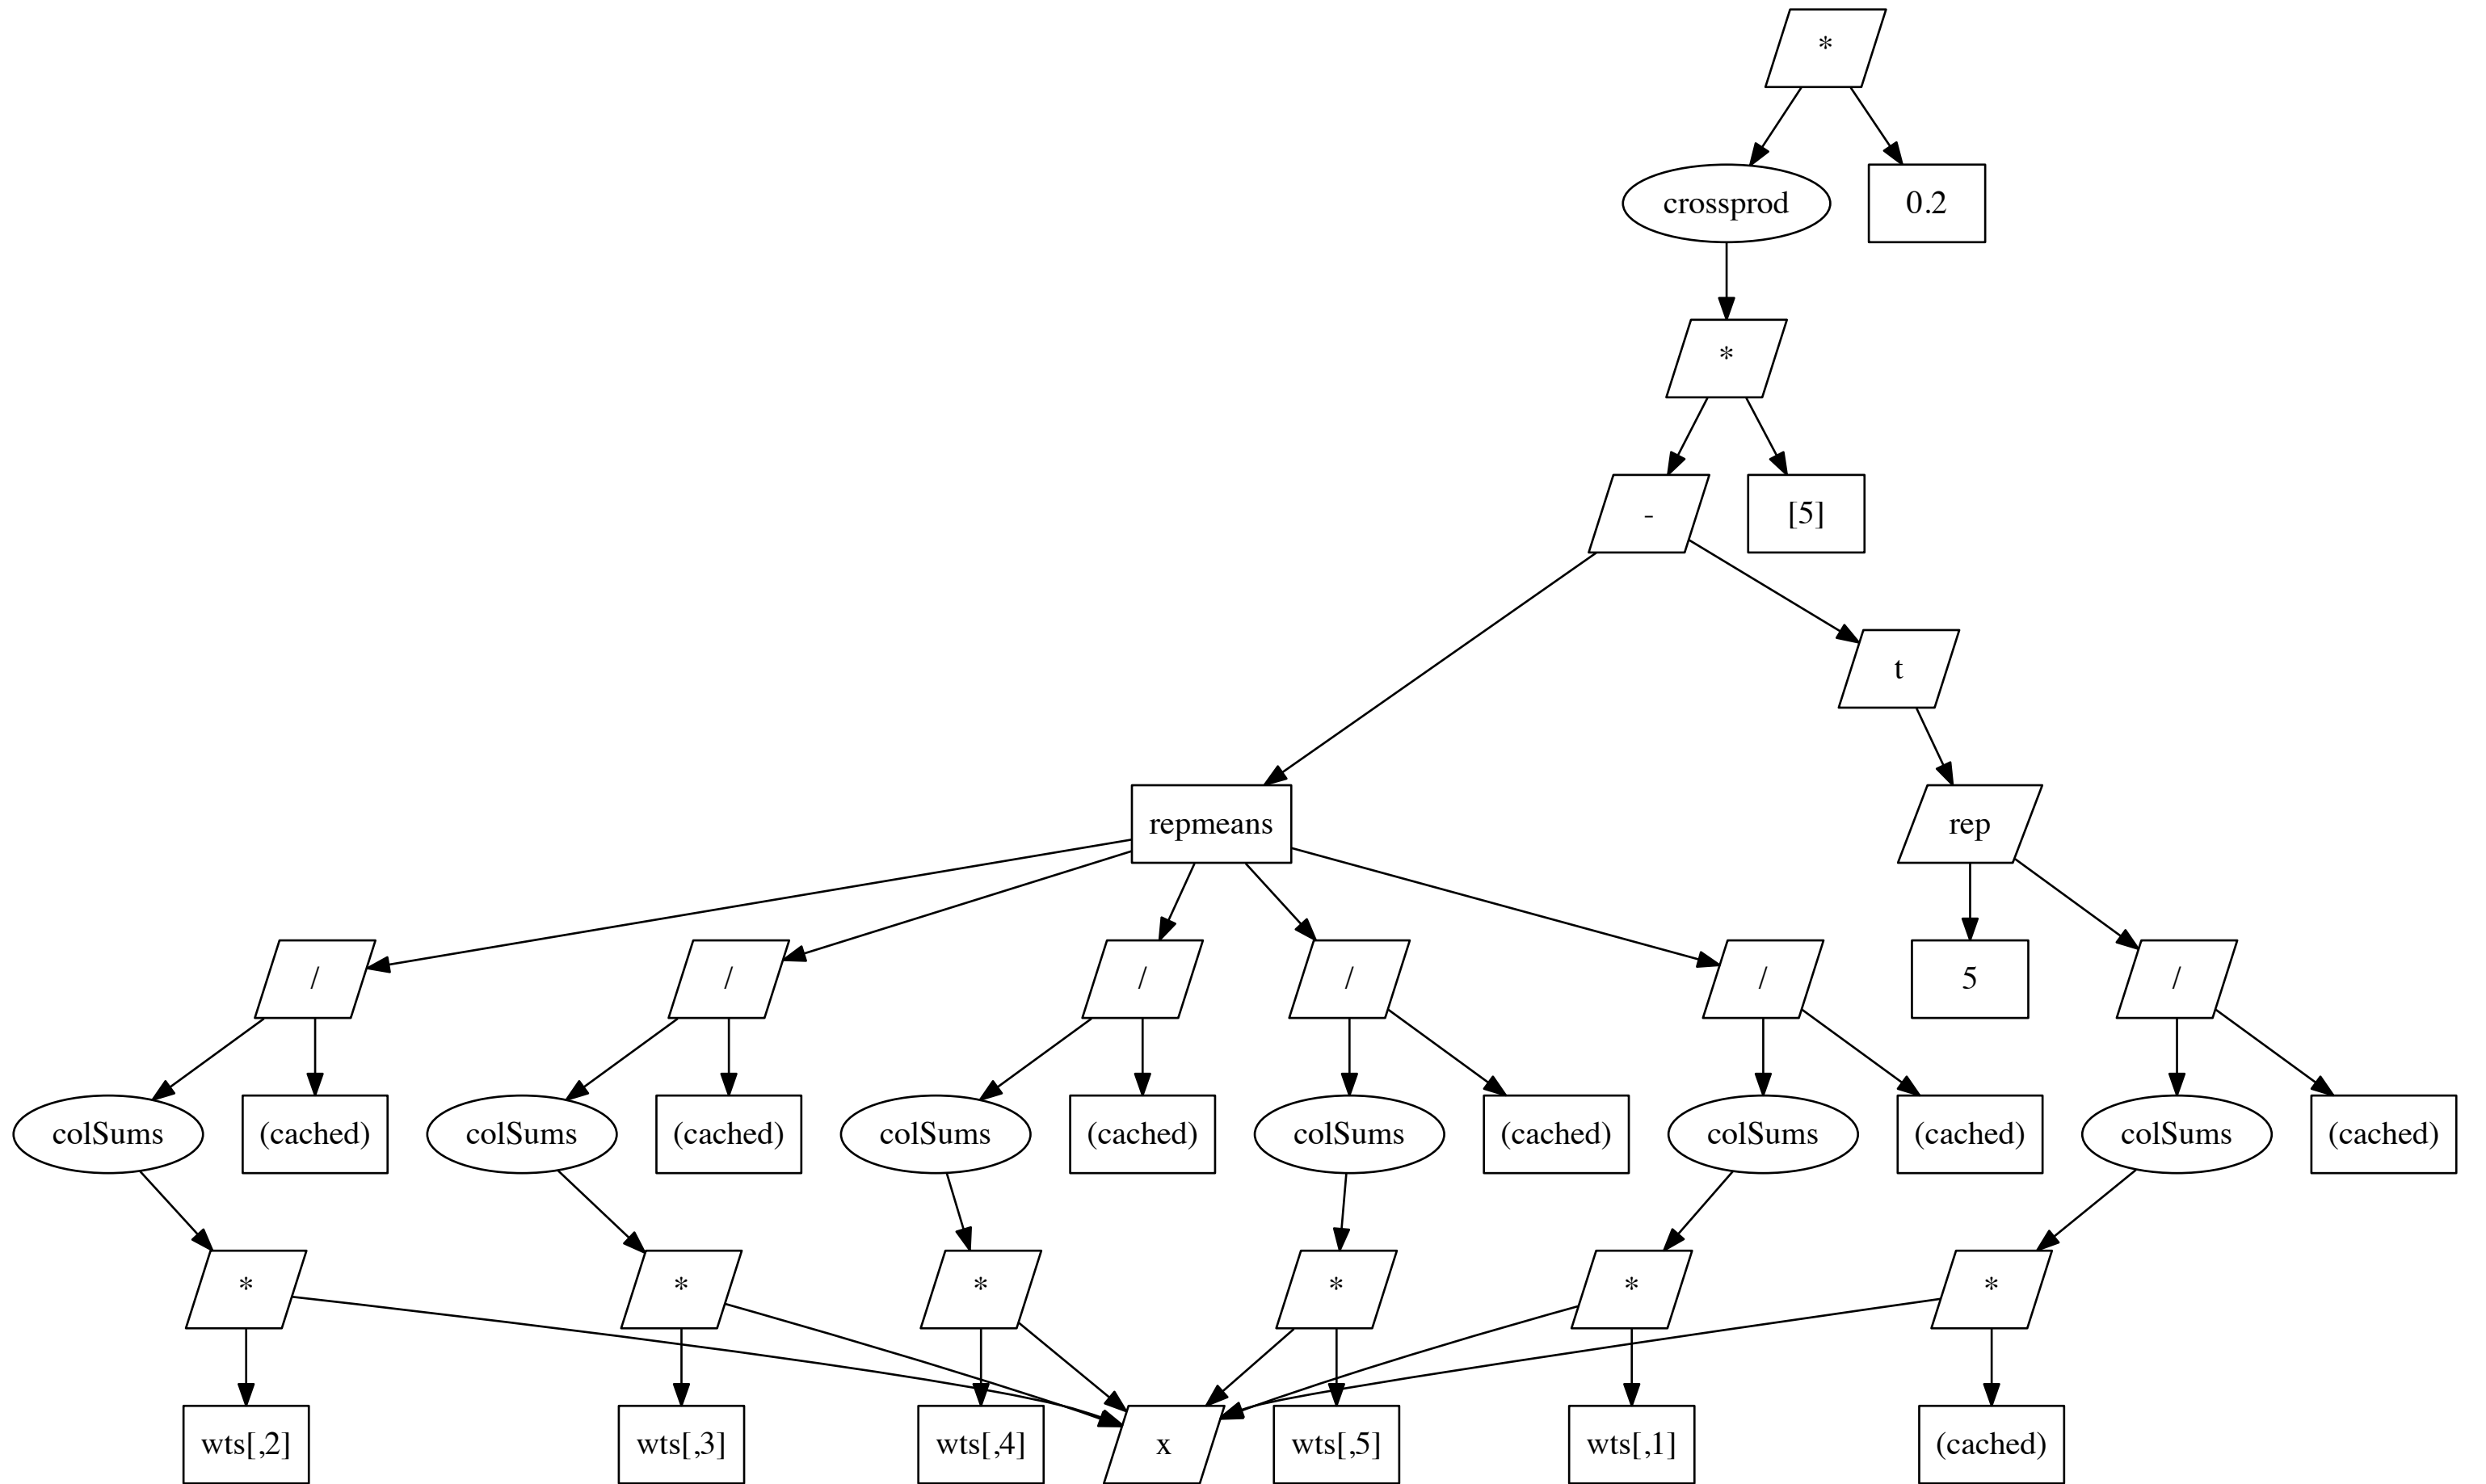 *
crossprod
0.2
*
-
[5]
t
repmeans
rep
/
/
/
/
/
5
/
colSums
(cached)
colSums
(cached)
colSums
(cached)
colSums
(cached)
colSums
(cached)
colSums
(cached)
*
*
*
*
*
*
wts[,2]
wts[,3]
wts[,4]
x
wts[,5]
wts[,1]
(cached)